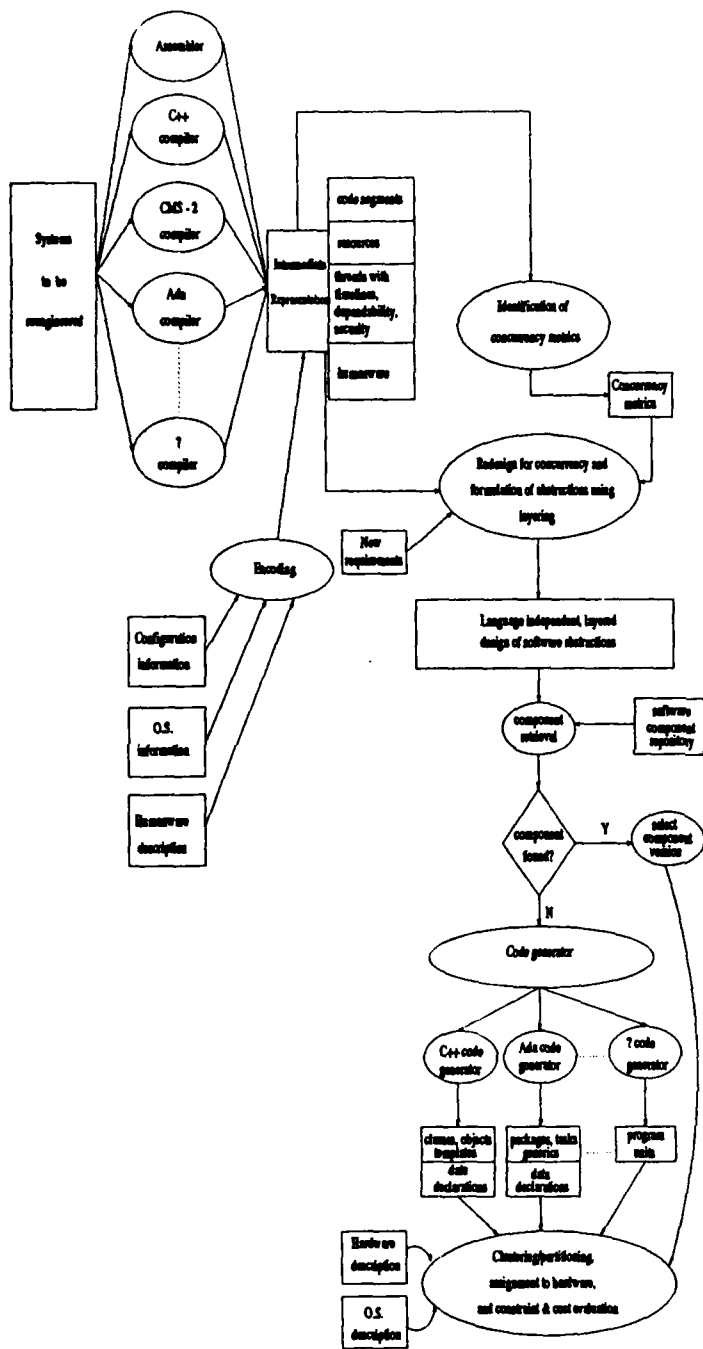 Assembler
C++
compiler
CMS - 2
compiler
Ada
compiler
?
compiler
Systems
to be
reengineered
Intermediate
Representation
code segments
resources
threads with
timeliness,
dependability,
security
hardware
Identification of
concurrency metrics
Concurrency
metrics
Redesign for concurrency and
formulation of abstractions using
layering
New
requirements
Encoding
Configuration
information
O.S.
information
Hardware
description
Language independent, layered
design of software abstractions
component
retrieval
software
component
repository
component
found?
Y
select
component
version
N
Code generator
C++ code
generator
Ada code
generator
? code
generator
classes, objects
templates
data
declarations
packages, tasks
generics
data
declarations
program
units
Hardware
description
O.S.
description
Clustering/partitioning,
assignment to hardware,
and constraint & cost evaluation